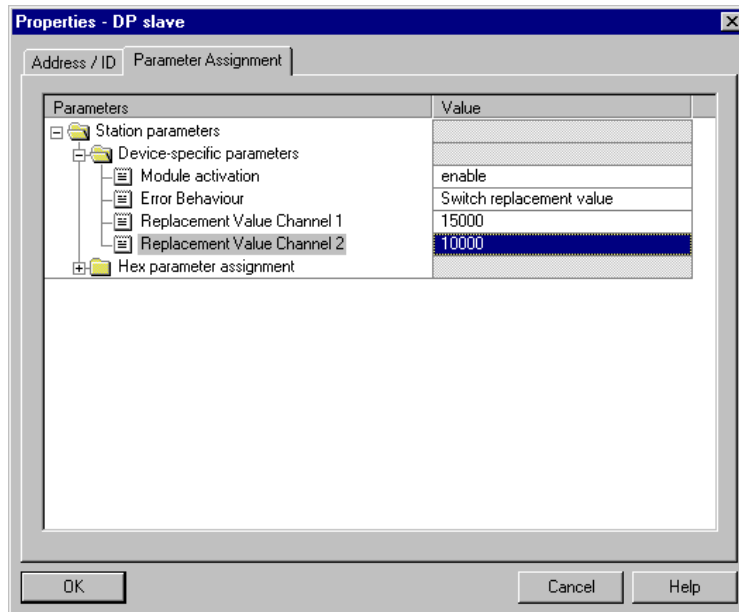 Properties - DP slave
Address / ID Parameter Assignment
Parameters Value
Station parameters
Device-specific parameters
Module activation enable
Error Behaviour Switch replacement value
Replacement Value Channel 1 15000
Replacement Value Channel 2 10000
Hex parameter assignment
OK Cancel Help